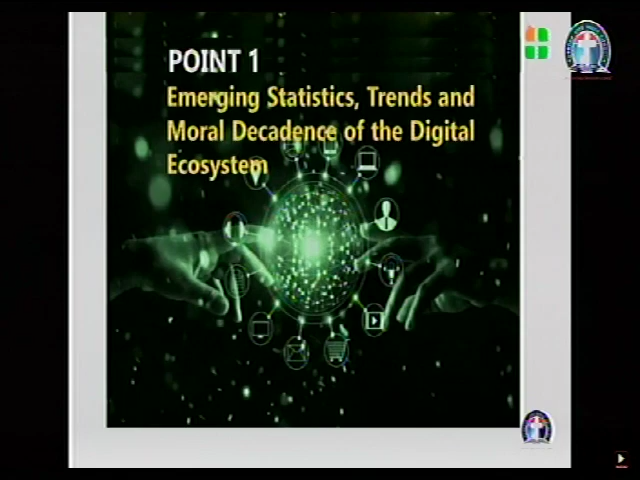 POINT 1
Emerging Statistics, Trends and
Moral Decadence of the Digital
Ecosystem